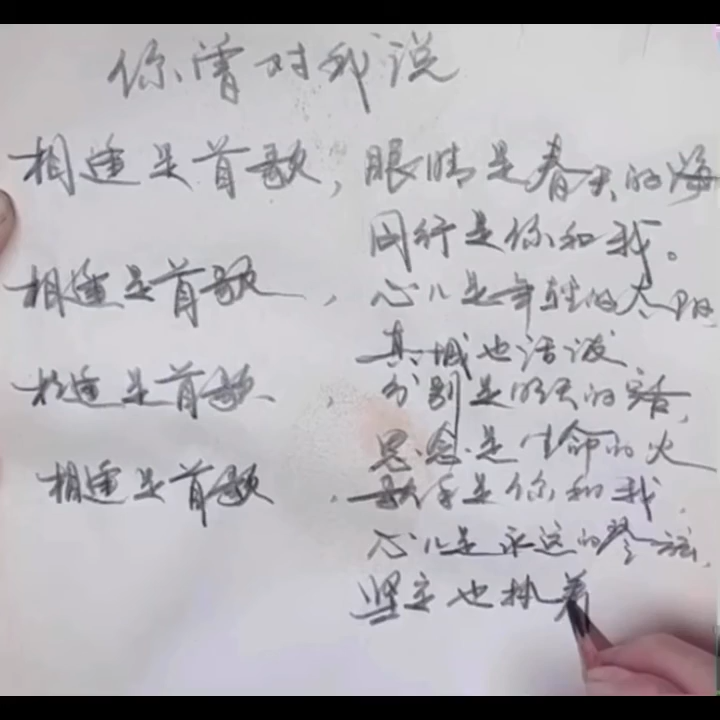 你曾对我说
相逢是首歌,眼睛是春天的海
同行是你和我。
相逢是首歌,心儿是年轻的太阳
真城也活泼
相逢是首歌,分别是明天的
思念是生命的火
相逢是首歌,歌手是你和我.
心儿是永远的琴弦,
坚定也执着